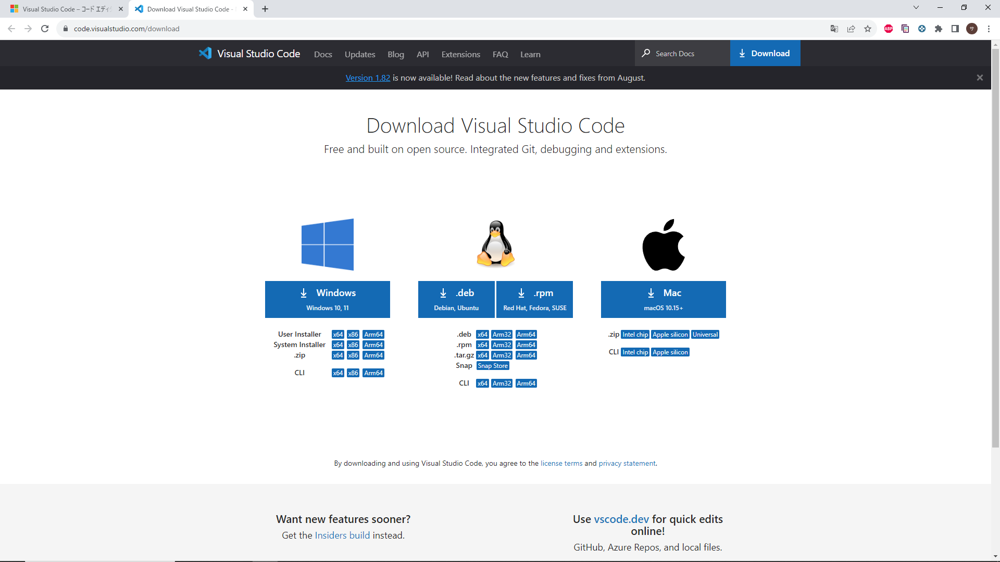 Visual Studio Code – コード エディ
Download Visual Studio Code -
code.visualstudio.com/download
ABP
サ
Visual Studio Code Docs Updates Blog API Extensions FAQ Learn Search Docs Download
Version 1.82 is now available! Read about the new features and fixes from August.
Download Visual Studio Code
Free and built on open source. Integrated Git, debugging and extensions.
Windows
Windows 10, 11
User Installer x64 x86 Arm64
System Installer x64 x86 Arm64
.zip x64 x86 Arm64
CLI x64 x86 Arm64
.deb
Debian, Ubuntu
.rpm
Red Hat, Fedora, SUSE
.deb x64 Arm32 Arm64
.rpm x64 Arm32 Arm64
.tar.gz x64 Arm32 Arm64
Snap Snap Store
CLI x64 Arm32 Arm64
Mac
macOS 10.15+
.zip Intel chip Apple silicon Universal
CLI Intel chip Apple silicon
By downloading and using Visual Studio Code, you agree to the license terms and privacy statement.
Want new features sooner?
Get the Insiders build instead.
Use vscode.dev for quick edits
online!
GitHub, Azure Repos, and local files.